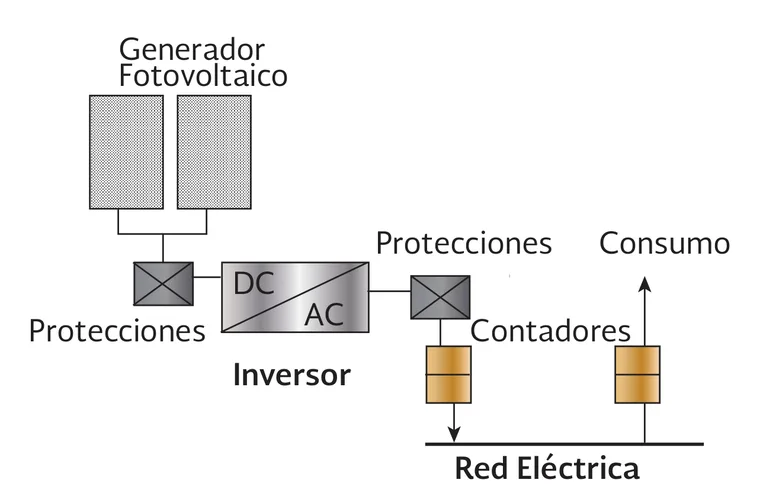 Generador
Fotovoltaico
Protecciones
Consumo
DC
AC
Protecciones
Contadores
Inversor
Red Eléctrica